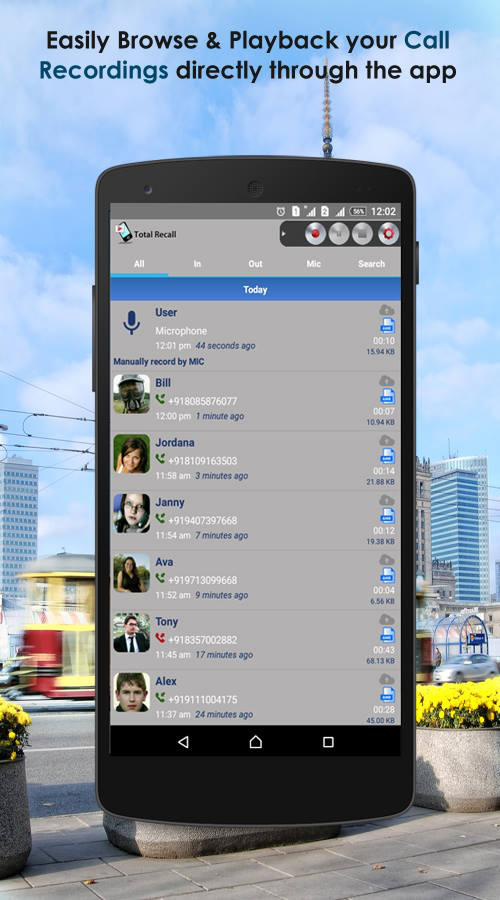 Easily Browse & Playback your Call
Recordings directly through the app
1 2 56% 12:02
Total Recall
All In Out Mic Search
Today
User
Microphone
00:10
12:01 pm 44 seconds ago
15.94 KB
Manually record by MIC
Bill
+918085876077
00:07
12:00 pm 1 minute ago
10.94 KB
Jordana
+918109163503
00:14
11:58 am 3 minutes ago
21.88 KB
Janny
+919407397668
00:12
11:54 am 7 minutes ago
19.38 KB
Ava
+919713099668
00:04
11:52 am 9 minutes ago
6.56 KB
Tony
+918357002882
00:43
11:45 am 17 minutes ago
68.13 KB
Alex
+919111004175
00:28
11:37 am 24 minutes ago
45.00 KB